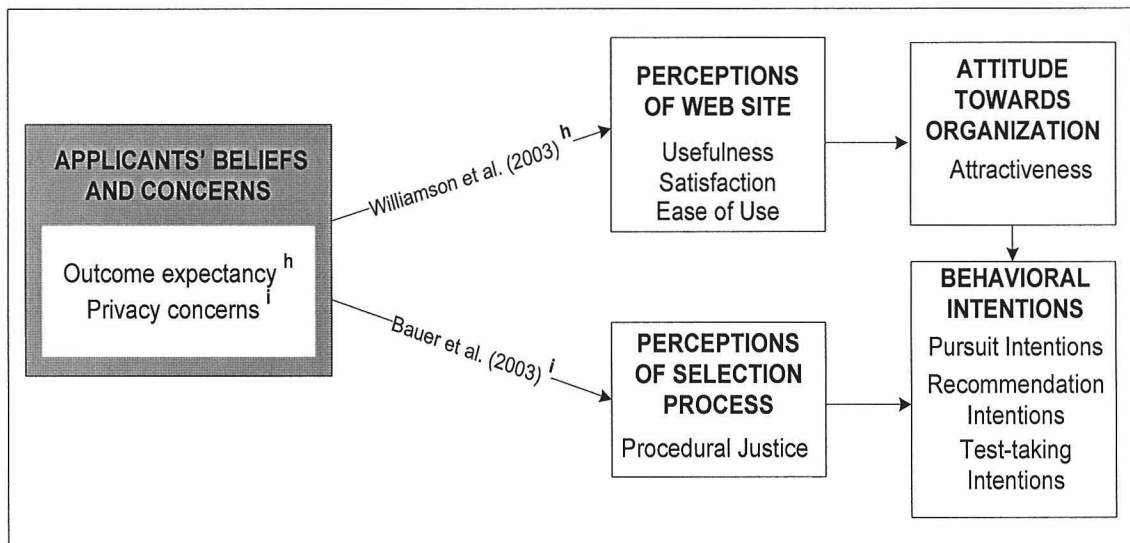 APPLICANTS' BELIEFS
AND CONCERNS
Outcome expectancy h
Privacy concerns i
Williamson et al. (2003) h
Bauer et al. (2003) i
PERCEPTIONS
OF WEB SITE
Usefulness
Satisfaction
Ease of Use
PERCEPTIONS
OF SELECTION
PROCESS
Procedural Justice
ATTITUDE
TOWARDS
ORGANIZATION
Attractiveness
BEHAVIORAL
INTENTIONS
Pursuit Intentions
Recommendation
Intentions
Test-taking
Intentions